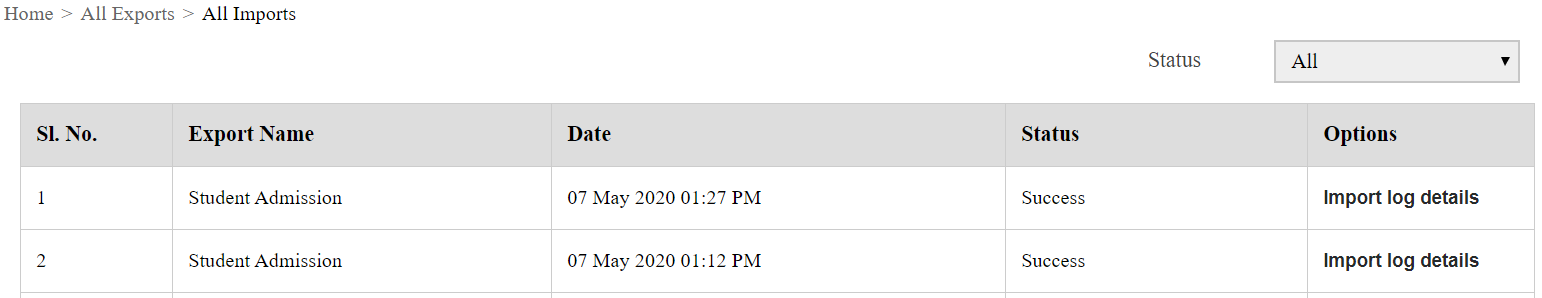 Home > All Exports > All Imports
Status All
Sl. No. Export Name Date Status Options
1 Student Admission 07 May 2020 01:27 PM Success Import log details
2 Student Admission 07 May 2020 01:12 PM Success Import log details